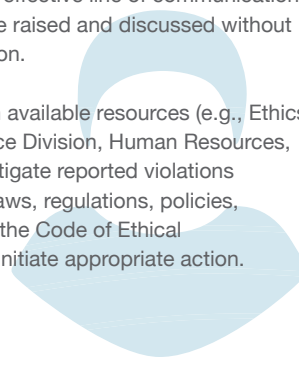 effective line of communication
e raised and discussed without
on.
available resources (e.g., Ethics
ce Division, Human Resources,
tigate reported violations
aws, regulations, policies,
the Code of Ethical
initiate appropriate action.